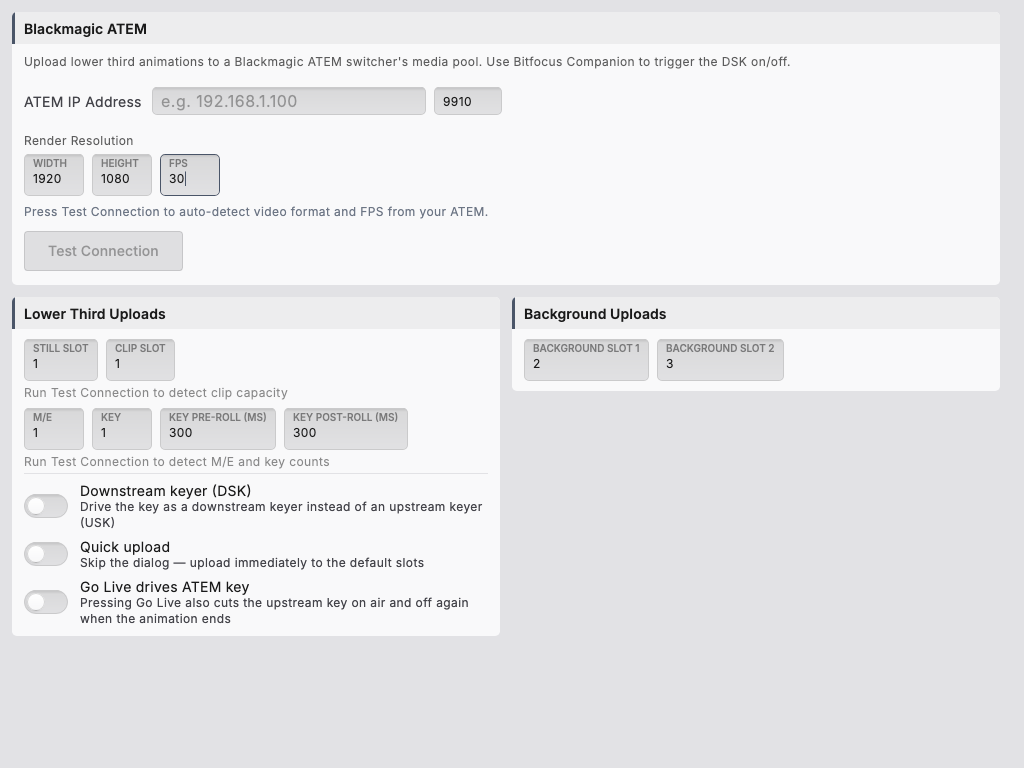 Blackmagic ATEM
Upload lower third animations to a Blackmagic ATEM switcher's media pool. Use Bitfocus Companion to trigger the DSK on/off.
ATEM IP Address e.g. 192.168.1.100 9910
Render Resolution
WIDTH HEIGHT FPS
1920 1080 30
Press Test Connection to auto-detect video format and FPS from your ATEM.
Test Connection
Lower Third Uploads
STILL SLOT CLIP SLOT
1 1
Run Test Connection to detect clip capacity
M/E KEY KEY PRE-ROLL (MS) KEY POST-ROLL (MS)
1 1 300 300
Run Test Connection to detect M/E and key counts
Downstream keyer (DSK)
Drive the key as a downstream keyer instead of an upstream keyer
(USK)
Quick upload
Skip the dialog — upload immediately to the default slots
Go Live drives ATEM key
Pressing Go Live also cuts the upstream key on air and off again
when the animation ends
Background Uploads
BACKGROUND SLOT 1 BACKGROUND SLOT 2
2 3